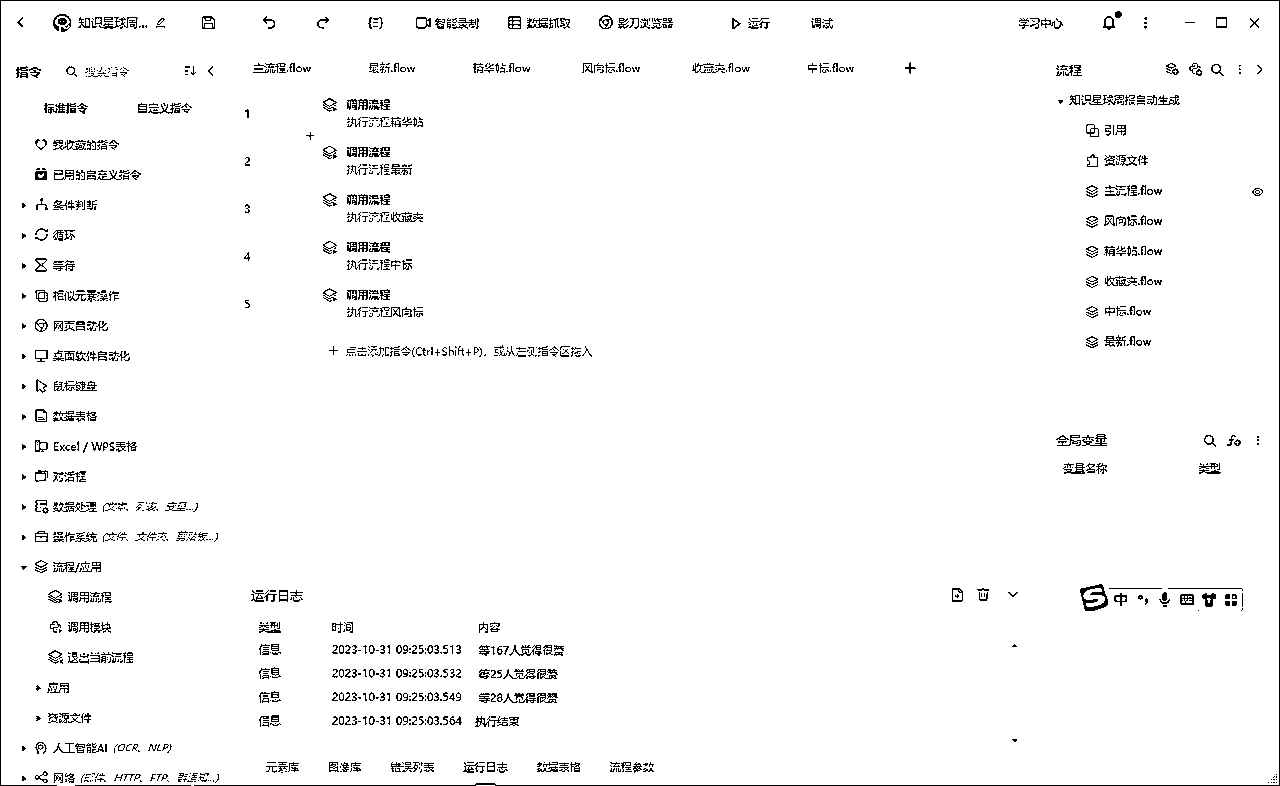 知识星球周... 智能录制 数据抓取 影刀浏览器 运行 调试 学习中心
指令 搜索指令
标准指令 自定义指令
我收藏的指令
已用的自定义指令
条件判断
循环
等待
相似元素操作
网页自动化
桌面软件自动化
鼠标键盘
数据表格
Excel / WPS表格
对话框
数据处理 (文本、列表、变量...)
操作系统 (文件、文件夹、剪贴板...)
流程/应用
调用流程
调用模块
退出当前流程
应用
资源文件
人工智能AI (OCR、NLP)
网络 (邮件、HTTP、FTP、群通知...)
主流程.flow 最新.flow 精华帖.flow 风向标.flow 收藏夹.flow 中标.flow
1 调用流程
执行流程精华帖
2 调用流程
执行流程最新
3 调用流程
执行流程收藏夹
4 调用流程
执行流程中标
5 调用流程
执行流程风向标
点击添加指令(Ctrl+Shift+P)，或从左侧指令区拖入
运行日志
类型 时间 内容
信息 2023-10-31 09:25:03.513 等167人觉得很赞
信息 2023-10-31 09:25:03.532 等25人觉得很赞
信息 2023-10-31 09:25:03.549 等28人觉得很赞
信息 2023-10-31 09:25:03.564 执行结束
元素库 图像库 错误列表 运行日志 数据表格 流程参数
流程
知识星球周报自动生成
引用
资源文件
主流程.flow
风向标.flow
精华帖.flow
收藏夹.flow
中标.flow
最新.flow
全局变量
变量名称 类型
S 中